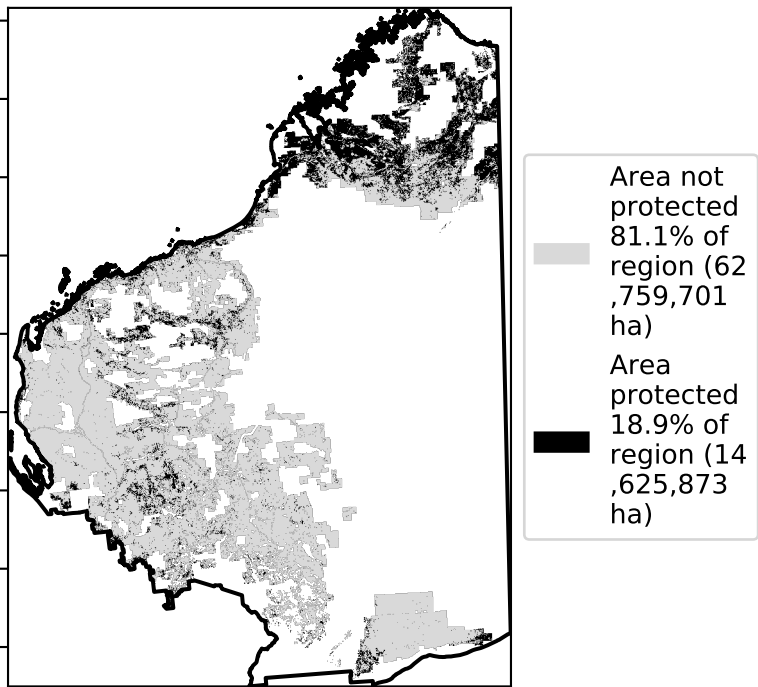 Area not
protected
81.1% of
region (62
,759,701
ha)
Area
protected
18.9% of
region (14
,625,873
ha)